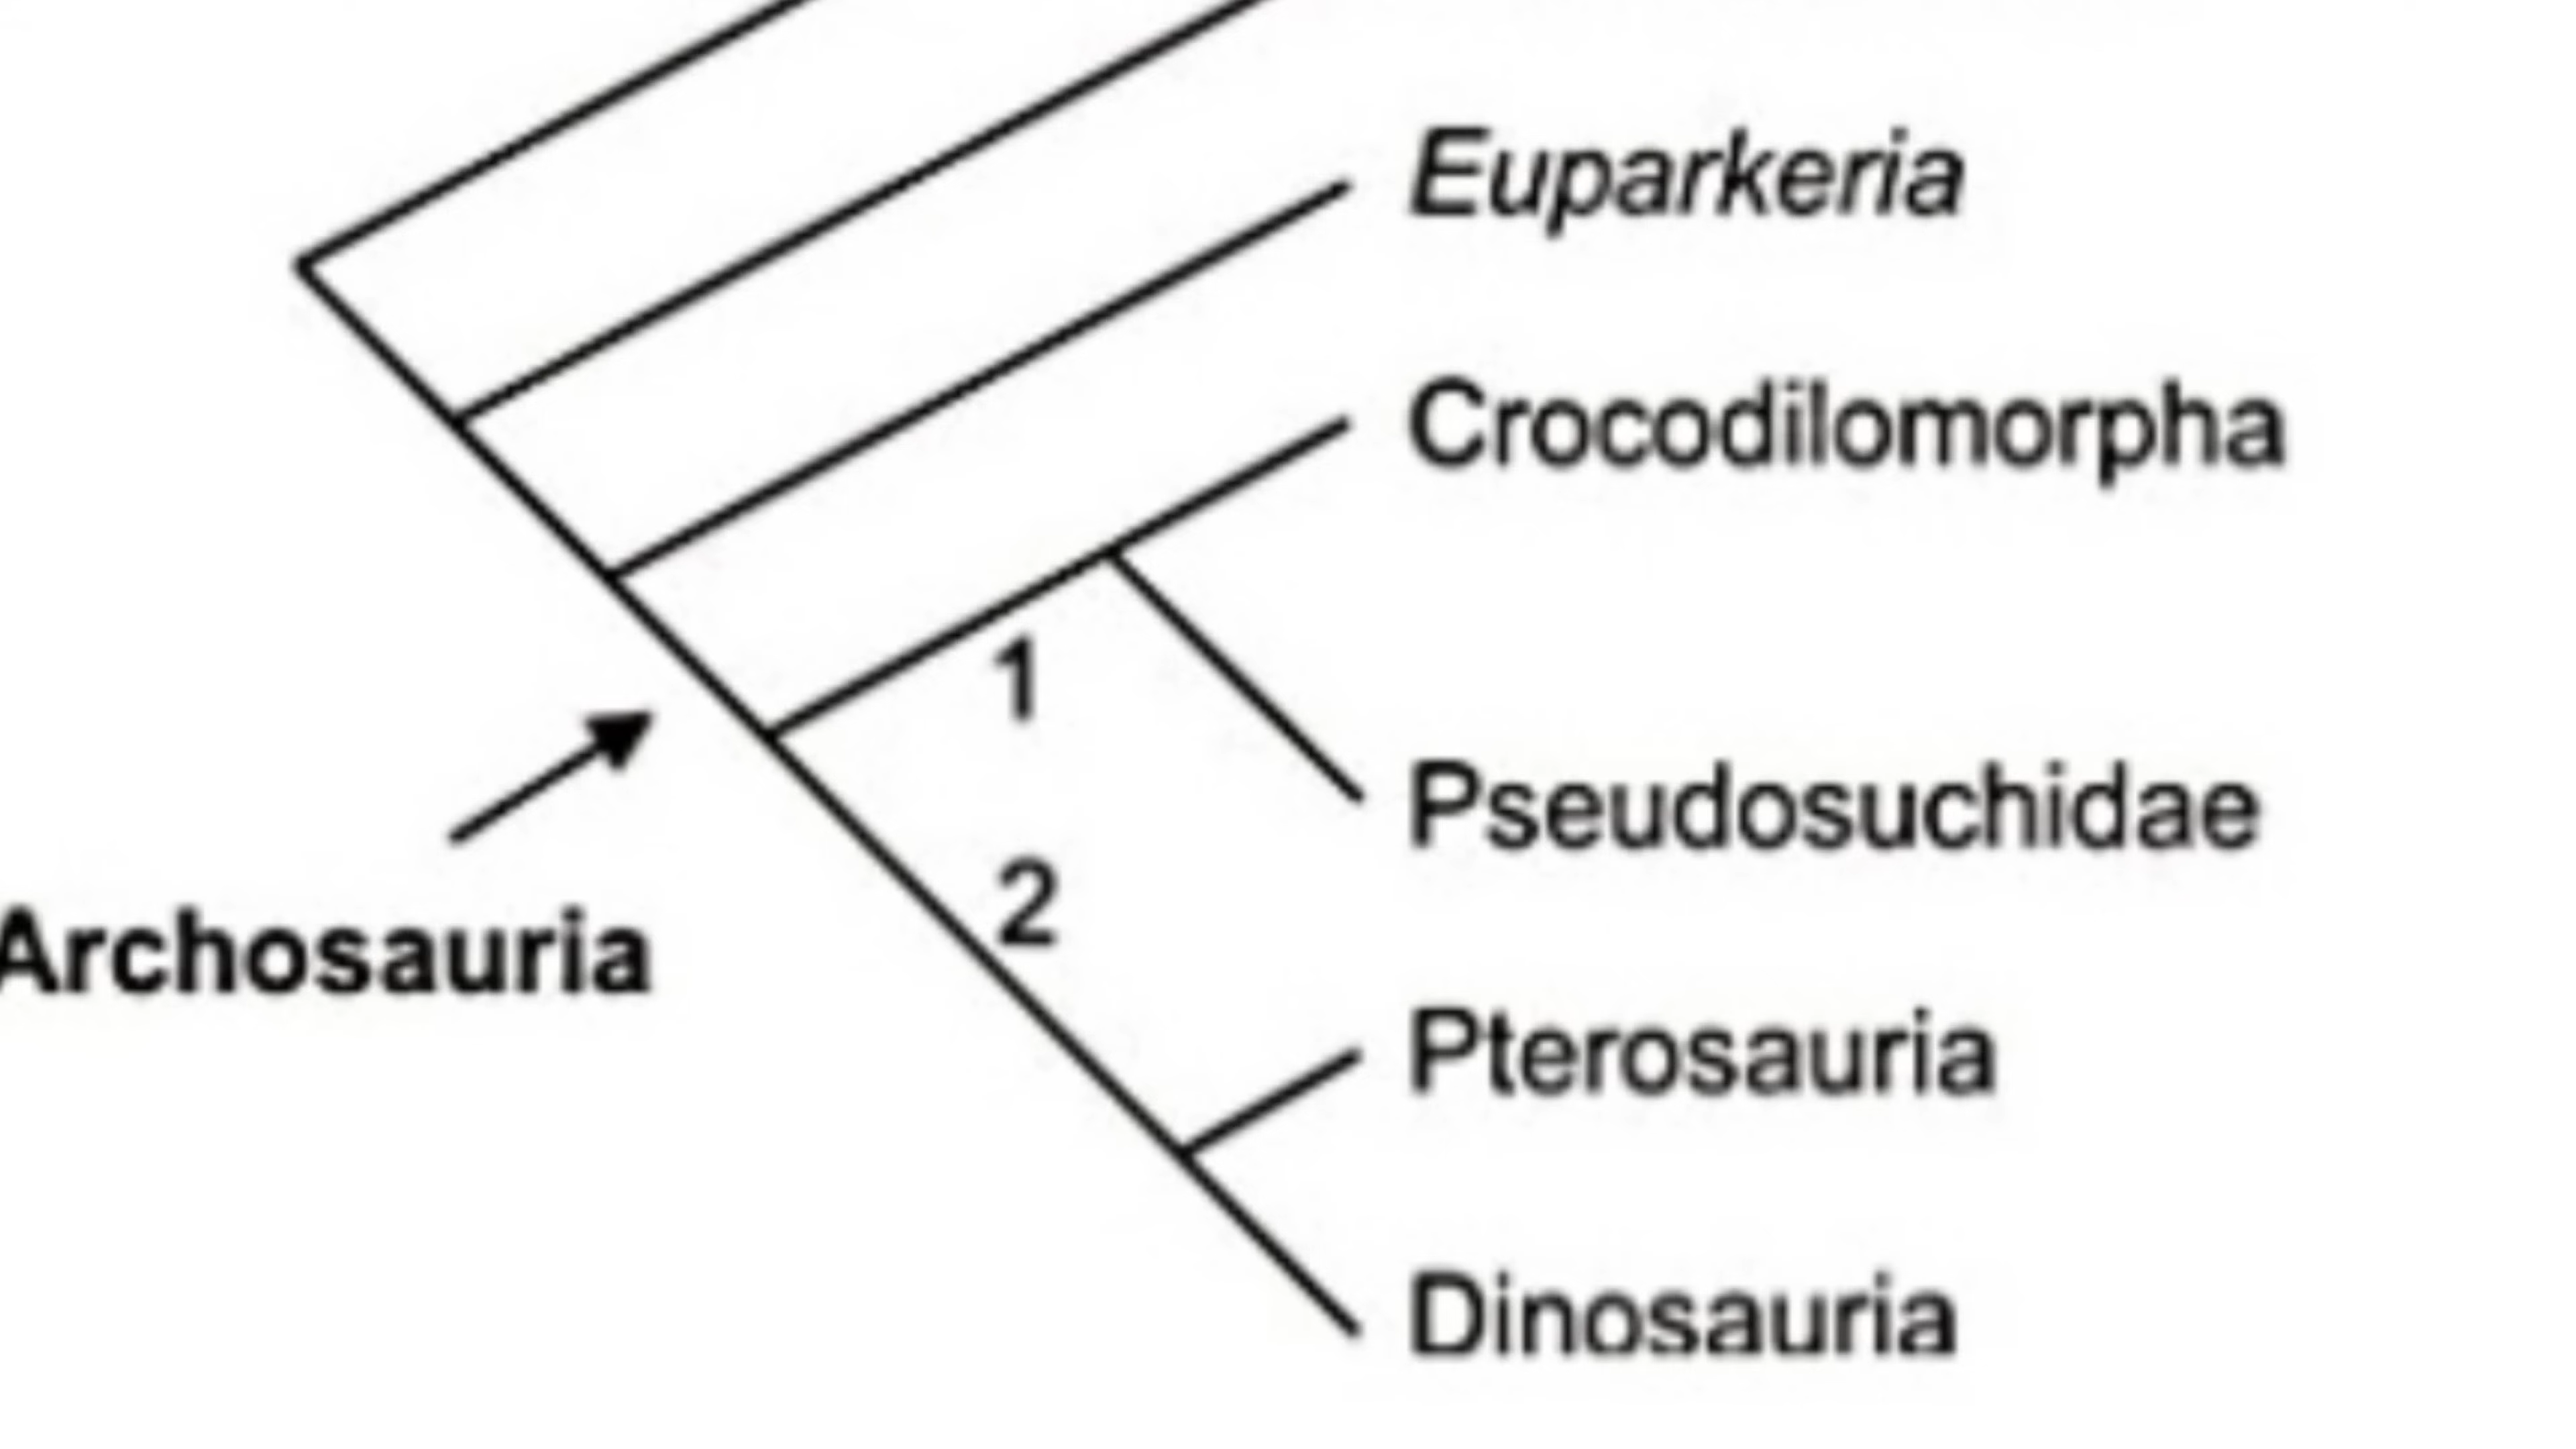 Euparkeria
Crocodilomorpha
1
Pseudosuchidae
2
Archosauria
Pterosauria
Dinosauria